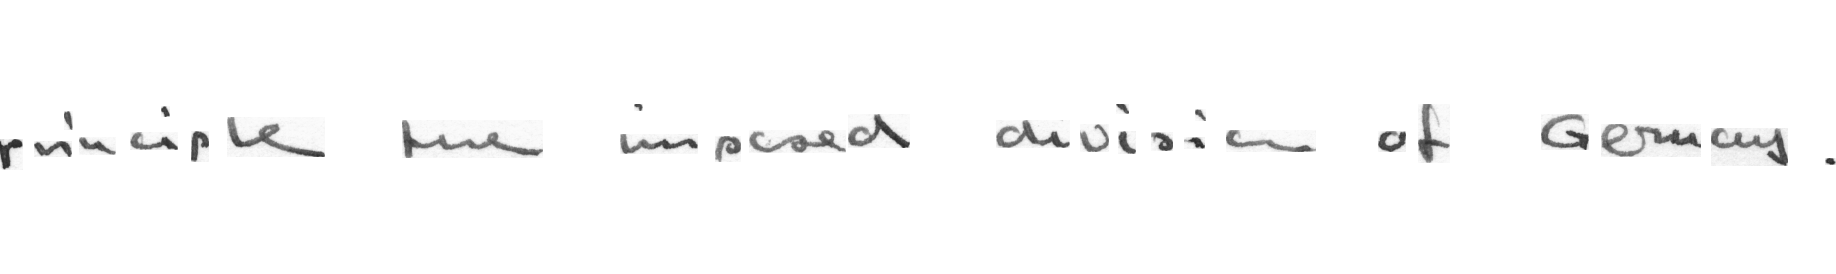 principle the imposed division of Germany .